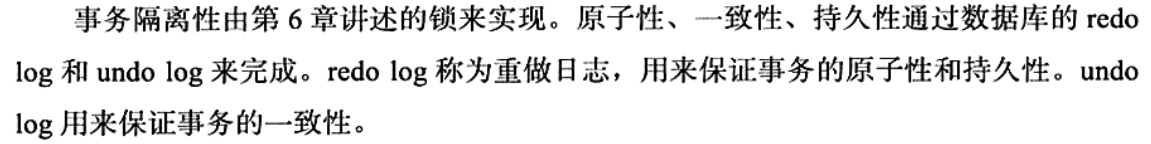 事务隔离性由第 6 章讲述的锁来实现。原子性、一致性、持久性通过数据库的 redo
log 和 undo log 来完成。redo log 称为重做日志，用来保证事务的原子性和持久性。undo
log 用来保证事务的一致性。